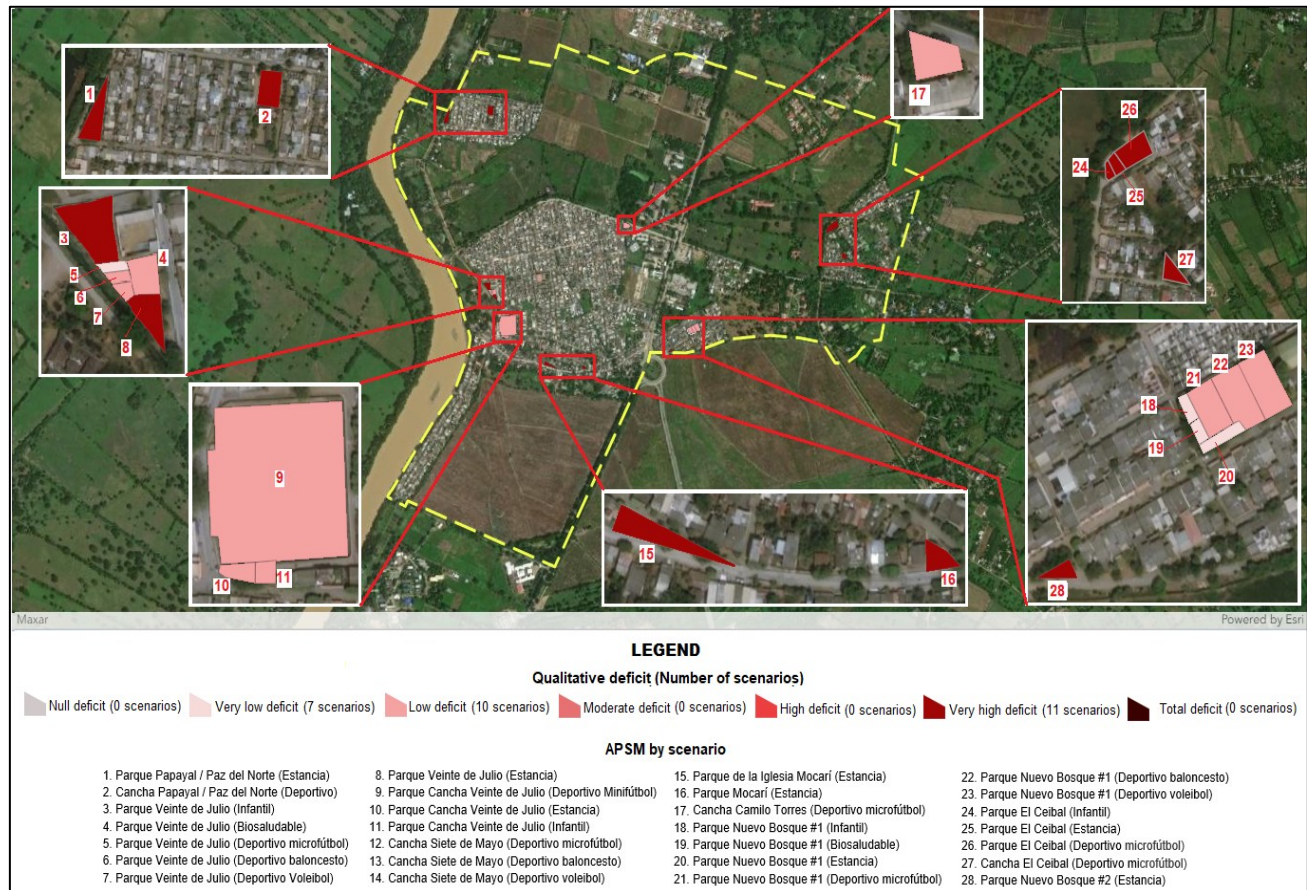 1
2
17
26
24
25
27
3
4
5
6
7
8
9
10
11
15
16
23
22
21
18
19
20
28
Maxar
Powered by Esri
LEGEND
Qualitative deficit (Number of scenarios)
Null deficit (0 scenarios) Very low deficit (7 scenarios) Low deficit (10 scenarios) Moderate deficit (0 scenarios) High deficit (0 scenarios) Very high deficit (11 scenarios) Total deficit (0 scenarios)
APSM by scenario
1. Parque Papayal / Paz del Norte (Estancia)
2. Cancha Papayal / Paz del Norte (Deportivo)
3. Parque Veinte de Julio (Infantil)
4. Parque Veinte de Julio (Biosaludable)
5. Parque Veinte de Julio (Deportivo microfútbol)
6. Parque Veinte de Julio (Deportivo baloncesto)
7. Parque Veinte de Julio (Deportivo Voleibol)
8. Parque Veinte de Julio (Estancia)
9. Parque Cancha Veinte de Julio (Deportivo Minifútbol)
10. Parque Cancha Veinte de Julio (Estancia)
11. Parque Cancha Veinte de Julio (Infantil)
12. Cancha Siete de Mayo (Deportivo microfútbol)
13. Cancha Siete de Mayo (Deportivo baloncesto)
14. Cancha Siete de Mayo (Deportivo voleibol)
15. Parque de la Iglesia Mocarí (Estancia)
16. Parque Mocarí (Estancia)
17. Cancha Camilo Torres (Deportivo microfútbol)
18. Parque Nuevo Bosque #1 (Infantil)
19. Parque Nuevo Bosque #1 (Biosaludable)
20. Parque Nuevo Bosque #1 (Estancia)
21. Parque Nuevo Bosque #1 (Deportivo microfútbol)
22. Parque Nuevo Bosque #1 (Deportivo baloncesto)
23. Parque Nuevo Bosque #1 (Deportivo voleibol)
24. Parque El Ceibal (Infantil)
25. Parque El Ceibal (Estancia)
26. Parque El Ceibal (Deportivo microfútbol)
27. Cancha El Ceibal (Deportivo microfútbol)
28. Parque Nuevo Bosque #2 (Estancia)